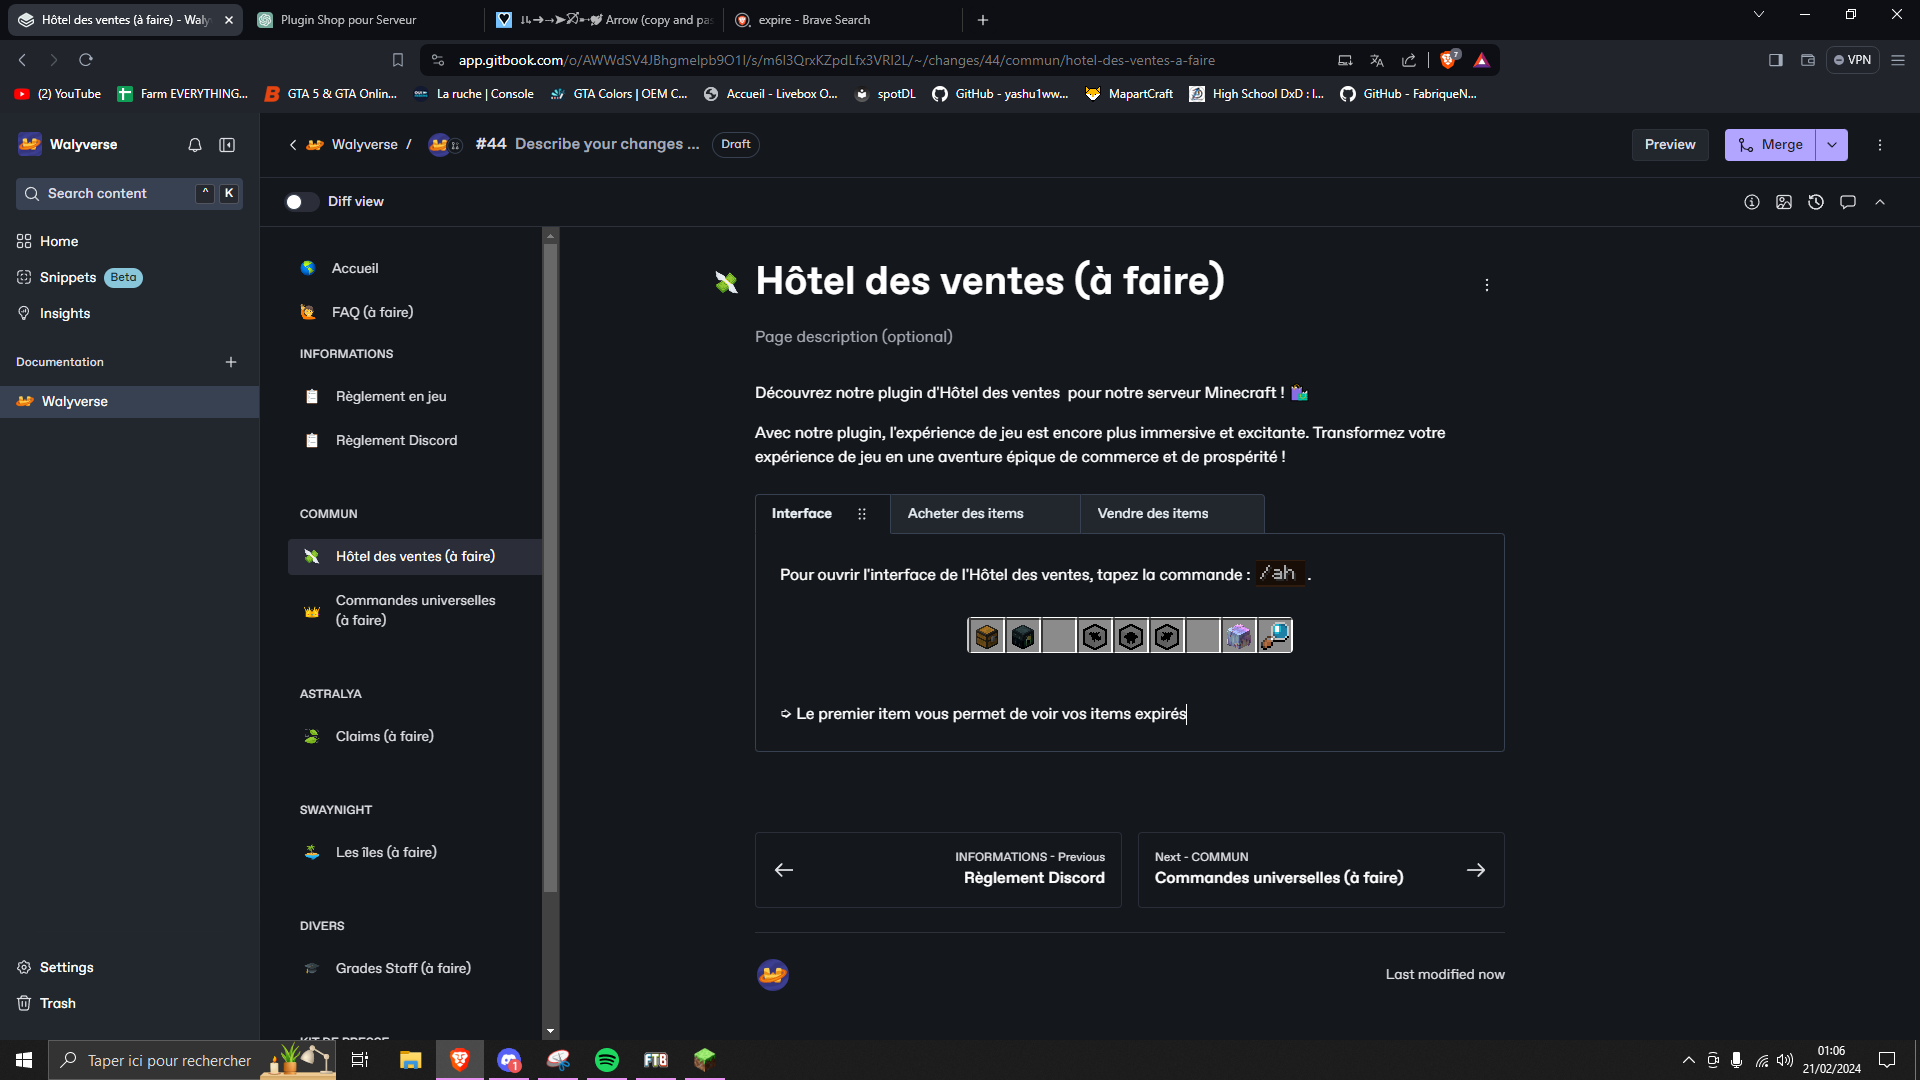 Hôtel des ventes (à faire) - Waly
Plugin Shop pour Serveur
Arrow (copy and pas
expire - Brave Search
app.gitbook.com/o/AWWdSV4JBhgmelpb9O1I/s/m6l3QrxKZpdLfx3VRI2L/~/changes/44/commun/hotel-des-ventes-a-faire
7
VPN
(2) YouTube
Farm EVERYTHING...
GTA 5 & GTA Onlin...
La ruche | Console
GTA Colors | OEM C...
Accueil - Livebox O...
spotDL
GitHub - yashu1ww...
MapartCraft
High School DxD : I...
GitHub - FabriqueN...
Walyverse
Walyverse /
#44 Describe your changes ...
Draft
Preview
Merge
Search content
^ K
Diff view
Home
Snippets Beta
Insights
Documentation
Walyverse
Settings
Trash
Accueil
FAQ (à faire)
INFORMATIONS
Règlement en jeu
Règlement Discord
COMMUN
Hôtel des ventes (à faire)
Commandes universelles
(à faire)
ASTRALYA
Claims (à faire)
SWAYNIGHT
Les îles (à faire)
DIVERS
Grades Staff (à faire)
KIT DE PRESSE
Hôtel des ventes (à faire)
Page description (optional)
Découvrez notre plugin d'Hôtel des ventes pour notre serveur Minecraft ! 🛍️
Avec notre plugin, l'expérience de jeu est encore plus immersive et excitante. Transformez votre
expérience de jeu en une aventure épique de commerce et de prospérité !
Interface
Acheter des items
Vendre des items
Pour ouvrir l'interface de l'Hôtel des ventes, tapez la commande : /ah .
➪ Le premier item vous permet de voir vos items expirés
INFORMATIONS - Previous
Règlement Discord
Next - COMMUN
Commandes universelles (à faire)
Last modified now
Taper ici pour rechercher
1
FTB
01:06
21/02/2024